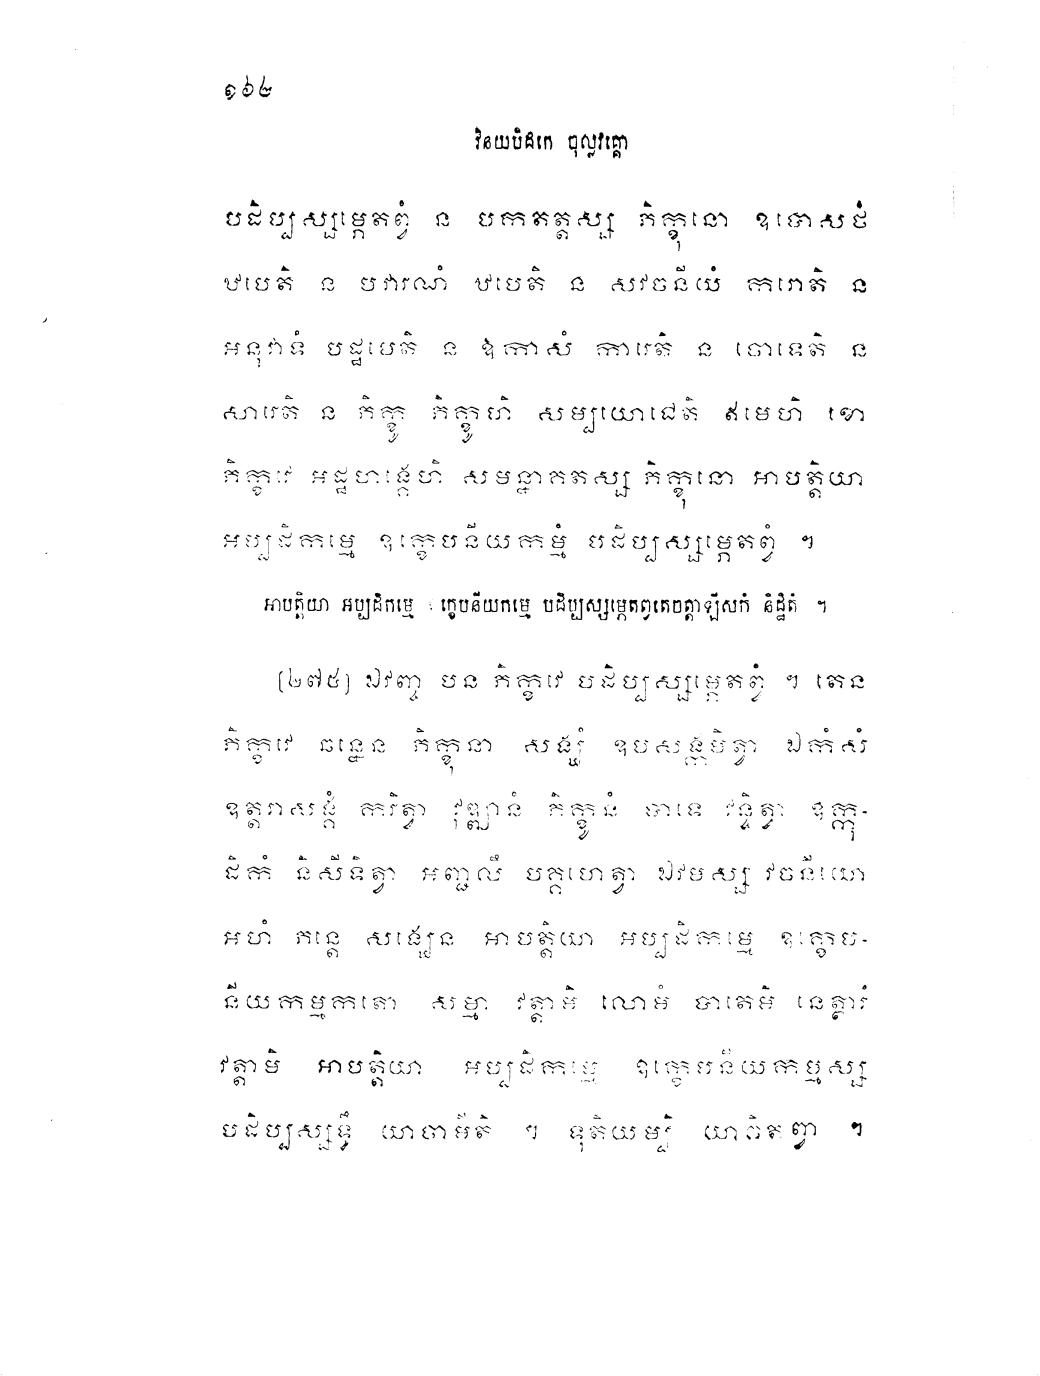 ១៦២
វិនយបិដកេ ចុល្លវគ្គោ
បដិប្បស្សម្ភេតព្វំ ន បកតត្តស្ស ភិក្ខុនោ ឧបោសថំ
ឋបេតិ ន បវារណំ ឋបេតិ ន សវចនីយំ ករោតិ ន
អនុវាទំ បដ្ឋបេតិ ន ឱកាសំ ការេតិ ន ចោទេតិ ន
សារេតិ ន ភិក្ខូ ភិក្ខូហិ សម្បយោជេតិ ឥមេហិ ខោ
ភិក្ខវេ អដ្ឋហង្គេហិ សមន្នាគតស្ស ភិក្ខុនោ អាបត្តិយា
អប្បដិកម្មេ ឧក្ខេបនីយកម្មំ បដិប្បស្សម្ភេតព្វំ ។
អាបត្តិយា អប្បដិកម្មេ ក្ខេបនីយកម្មេ បដិប្បស្សម្ភេតព្វតេចត្តាឡីសកំ និដ្ឋិតំ ។
(២៧៥) ឯវញ្ច បន ភិក្ខវេ បដិប្បស្សម្ភេតព្វំ ។ តេន
ភិក្ខវេ ឆន្នេន ភិក្ខុនា សង្ឃំ ឧបសង្កមិត្វា ឯកំសំ
ឧត្តរាសង្គំ ករិត្វា វុឌ្ឍានំ ភិក្ខូនំ បាទេ វន្ទិត្វា ឧក្កុ-
ដិកំ និសីទិត្វា អញ្ជលឹ បគ្គហេត្វា ឯវមស្ស វចនីយោ
អហំ ភន្តេ សង្ឃេន អាបត្តិយា អប្បដិកម្មេ ឧក្ខេប-
នីយកម្មកតោ សម្មា វត្តាមិ លោមំ បាតេមិ នេត្ថារំ
វត្តាមិ អាបត្តិយា អប្បដិកម្មេ ឧក្ខេបនីយកម្មស្ស
បដិប្បស្សទ្ធឹ យាចាមីតិ ។ ទុតិយម្បិ យាចិតព្វា ។